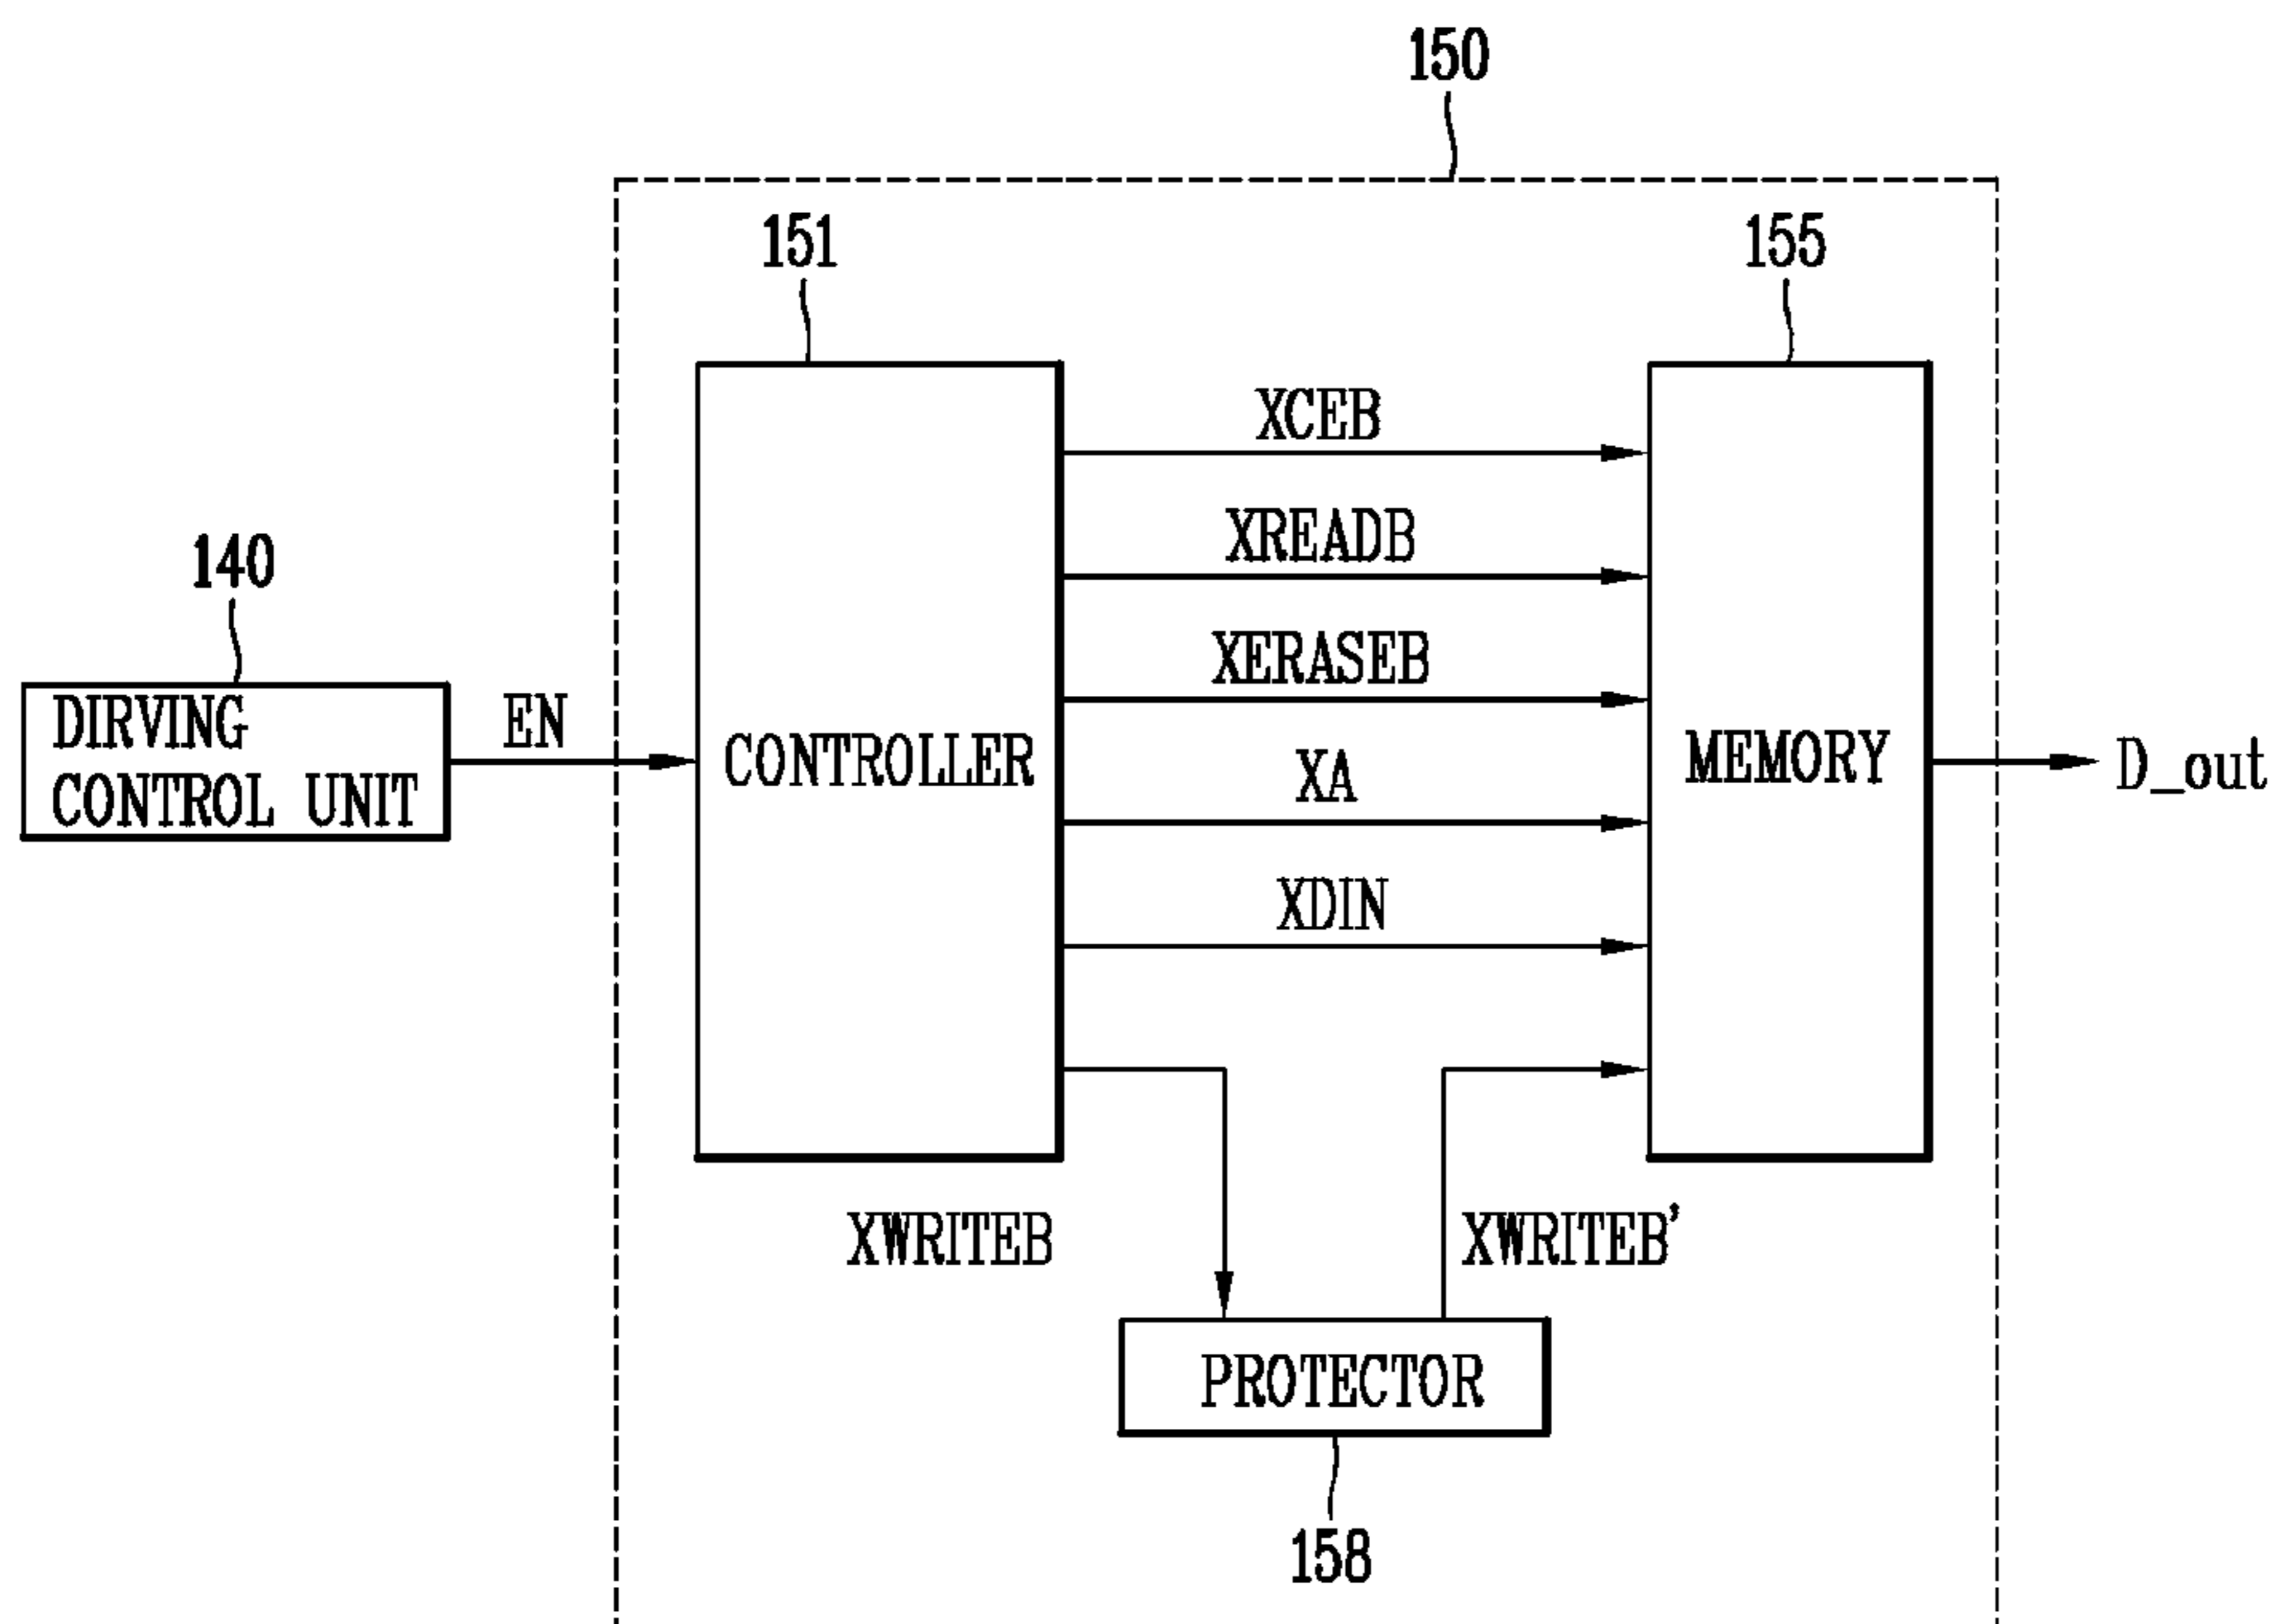 150
151
155
XCEB
XREADB
140
XERASEB
DIRVING
CONTROL UNIT
EN
CONTROLLER
XA
MEMORY
D_out
XDIN
XWRITEB
XWRITEB'
PROTECTOR
158